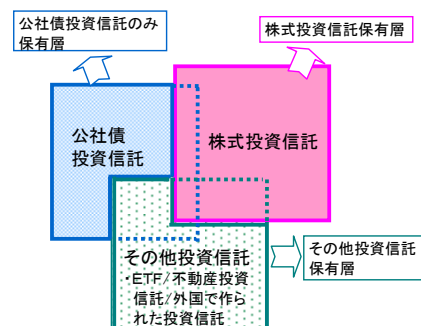 公社債投資信託のみ
保有層
株式投資信託保有層
公社債
投資信託
株式投資信託
その他投資信託
・ETF/不動産投資
信託/外国で作ら
れた投資信託
その他投資信託
保有層